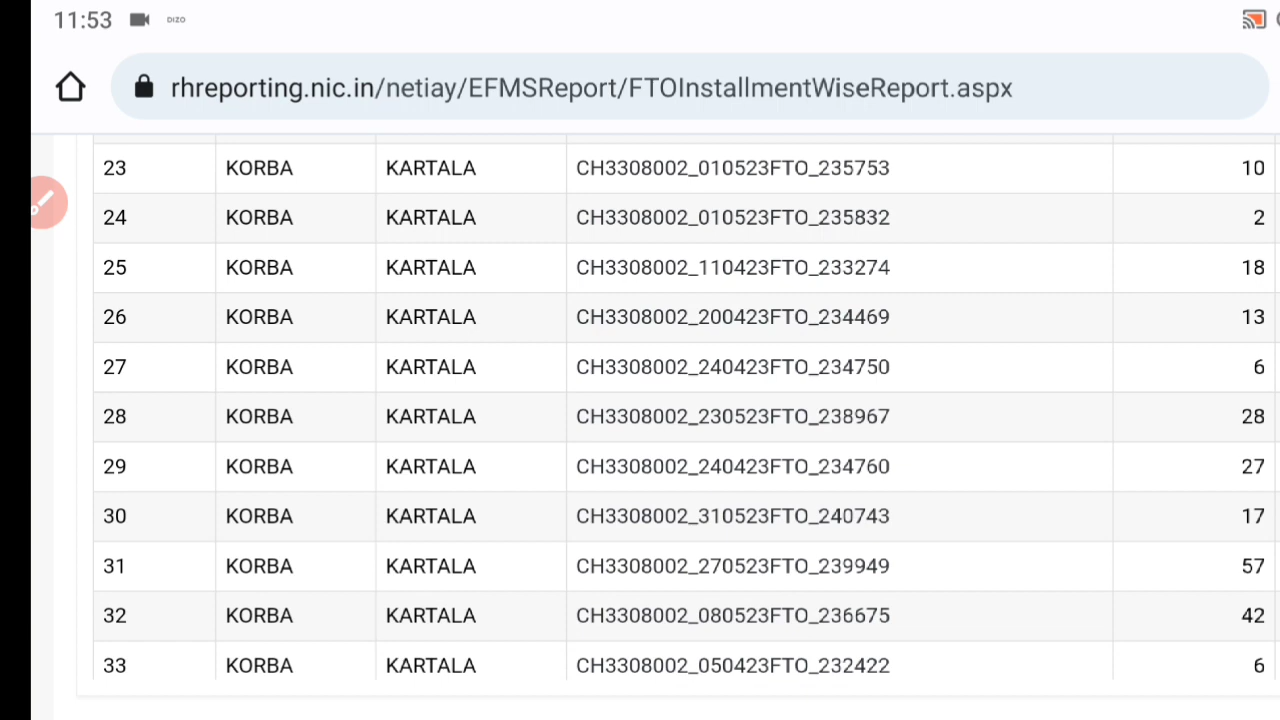 11:53 DIZO
rhreporting.nic.in/netiay/EFMSReport/FTOInstallmentWiseReport.aspx
23 KORBA KARTALA CH3308002_010523FTO_235753 10
24 KORBA KARTALA CH3308002_010523FTO_235832 2
25 KORBA KARTALA CH3308002_110423FTO_233274 18
26 KORBA KARTALA CH3308002_200423FTO_234469 13
27 KORBA KARTALA CH3308002_240423FTO_234750 6
28 KORBA KARTALA CH3308002_230523FTO_238967 28
29 KORBA KARTALA CH3308002_240423FTO_234760 27
30 KORBA KARTALA CH3308002_310523FTO_240743 17
31 KORBA KARTALA CH3308002_270523FTO_239949 57
32 KORBA KARTALA CH3308002_080523FTO_236675 42
33 KORBA KARTALA CH3308002_050423FTO_232422 6